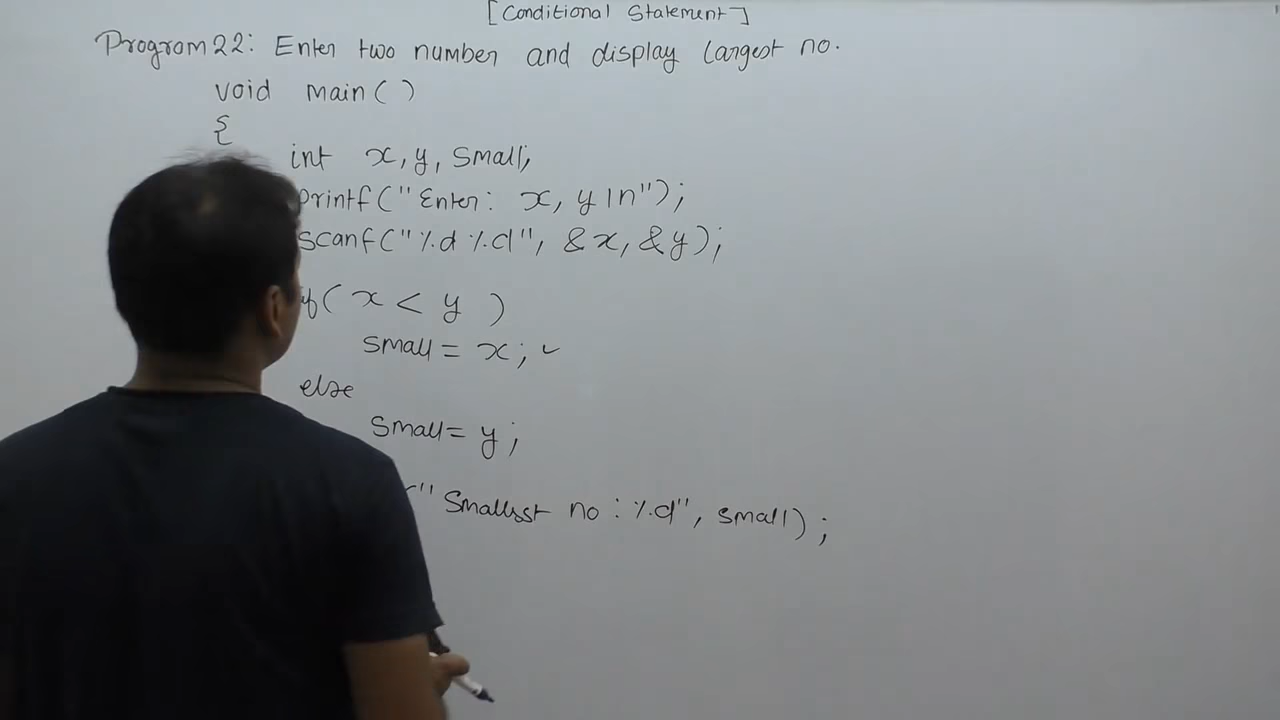 [Conditional Statement]
Program 22: Enter two number and display Largest no.
void main( )
{
int x, y, Small;
printf("Enter: x, y \n");
scanf("%d %d", &x, &y);
if( x < y )
Small = x;
else
Small = y;
" Smallest no : %d", small);